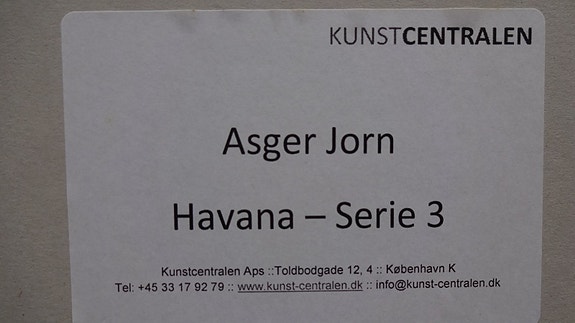 KUNSTCENTRALEN
Asger Jorn
Havana – Serie 3
Kunstcentralen Aps ::Toldbodgade 12, 4 :: København K
Tel: +45 33 17 92 79 :: www.kunst-centralen.dk :: info@kunst-centralen.dk